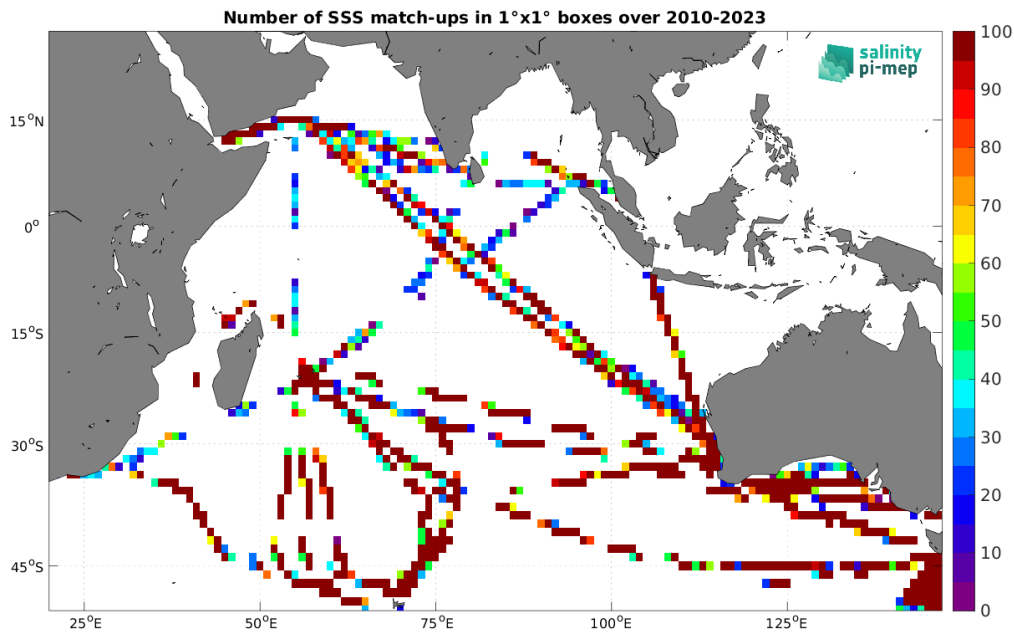 Number of SSS match-ups in 1°x1° boxes over 2010-2023
salinity
pi-mep
15°N
0°
15°S
30°S
45°S
25°E
50°E
75°E
100°E
125°E
100
90
80
70
60
50
40
30
20
10
0